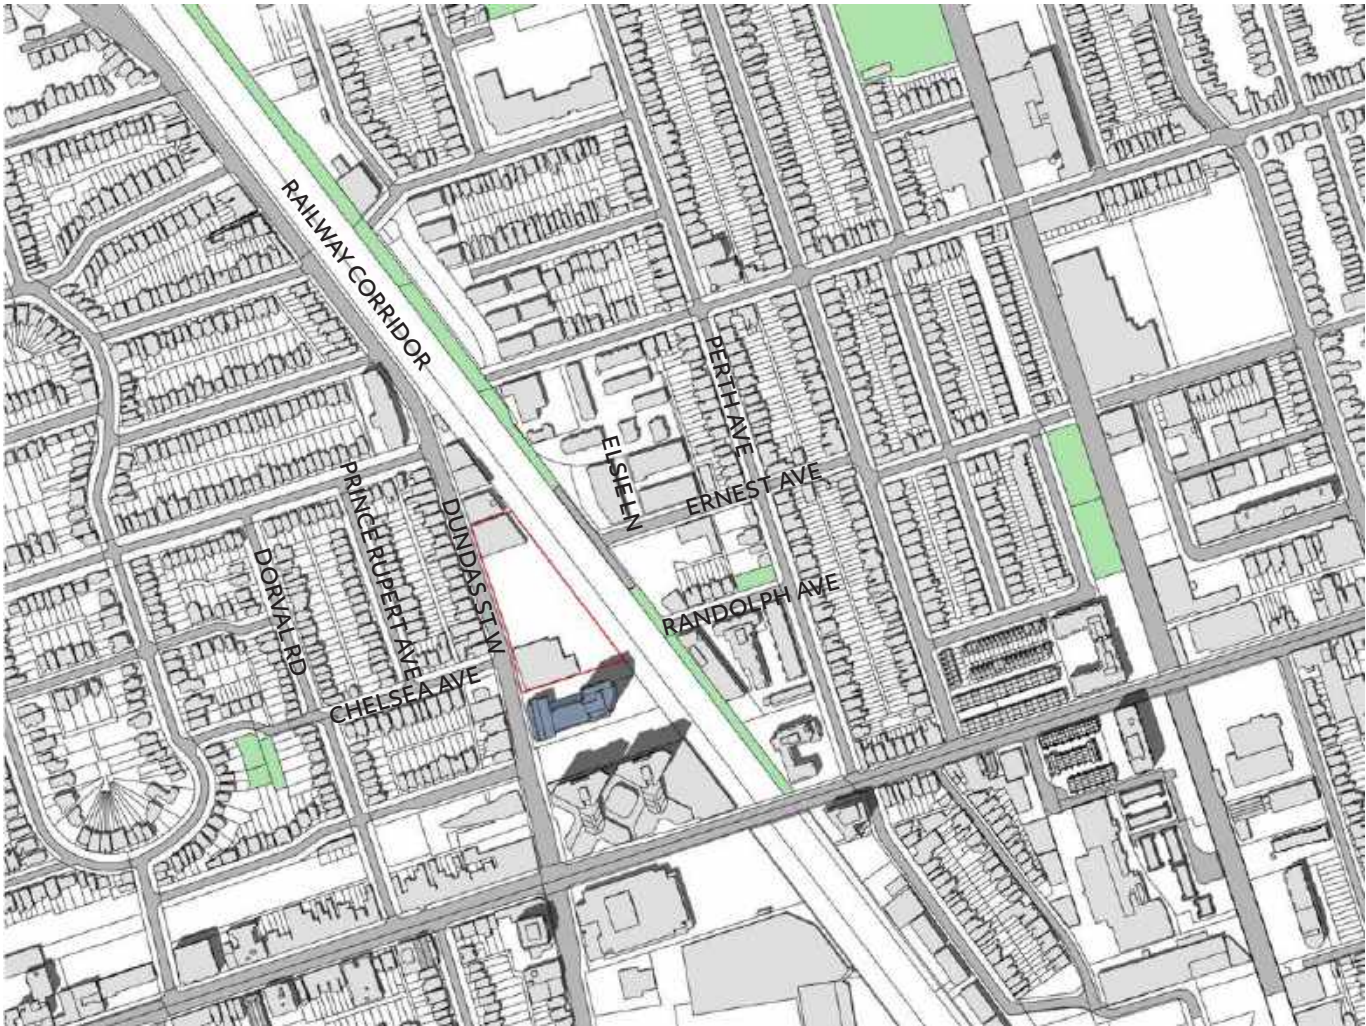 RAILWAY CORRIDOR
PERTH AVE
ELSIE LN
ERNEST AVE
PRINCE RUPERT AVE
DUNDAS ST W
DORVAL RD
RANDOLPH AVE
CHELSEA AVE